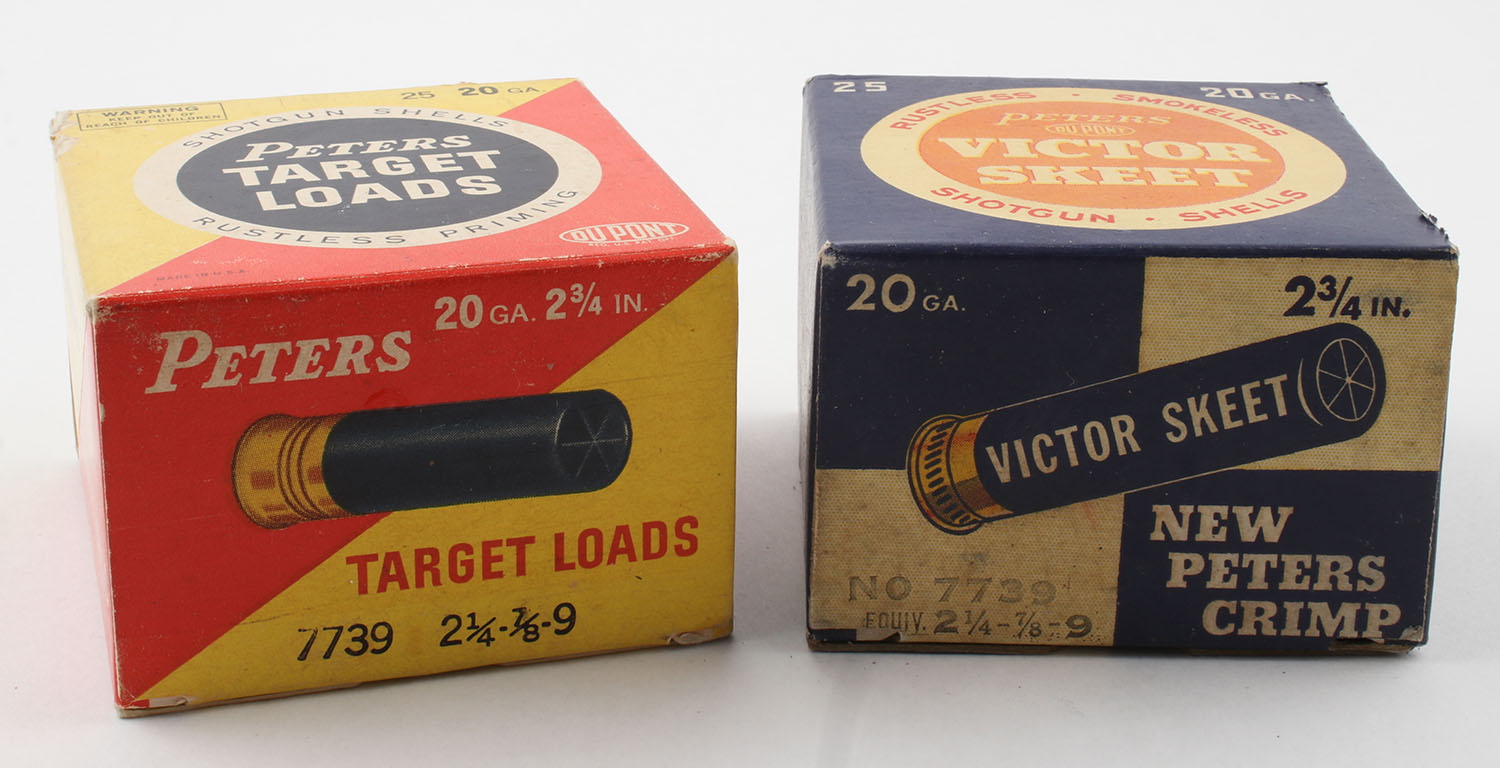 WARNING
KEEP OUT OF
REACH OF CHILDREN
25 20 GA.
SHOTGUN SHELLS
PETERS
TARGET
LOADS
RUSTLESS PRIMING
DU PONT
REG. U.S. PAT. OFF.
MADE IN U.S.A.
PETERS
20 GA. 2¾ IN.
TARGET LOADS
7739 2¼-⅞-9
25 20 GA.
RUSTLESS · SMOKELESS
PETERS
DU PONT
VICTOR
SKEET
SHOTGUN · SHELLS
20 GA.
2¾ IN.
VICTOR SKEET
NEW
PETERS
CRIMP
NO 7739
EQUIV. 2¼-⅞-9